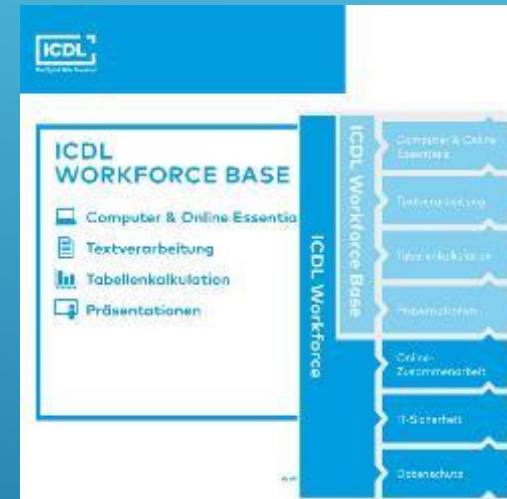 ICDL
ICDL
WORKFORCE BASE
Computer & Online Essentia
Textverarbeitung
Tabellenkalkulation
Präsentationen
ICDL Workforce
ICDL Workforce Base
Computer & Online
Essentials
Textverarbeitung
Tabellenkalkulation
Präsentationen
Online-
Zusammenarbeit
IT-Sicherheit
Datenschutz